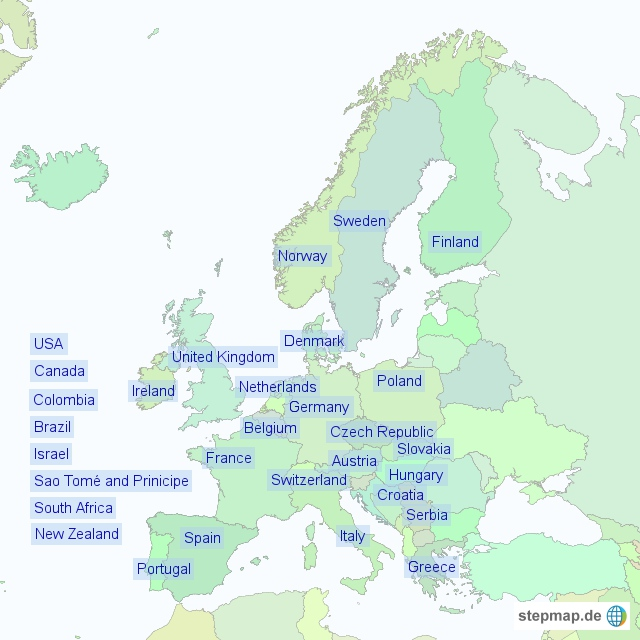 Sweden
Norway
Finland
USA
Denmark
United Kingdom
Canada
Poland
Netherlands
Ireland
Colombia
Germany
Brazil
Belgium
Czech Republic
Israel
Slovakia
France
Austria
Sao Tomé and Prinicipe
Switzerland
Hungary
Croatia
South Africa
Serbia
New Zealand
Spain
Italy
Portugal
Greece
stepmap.de